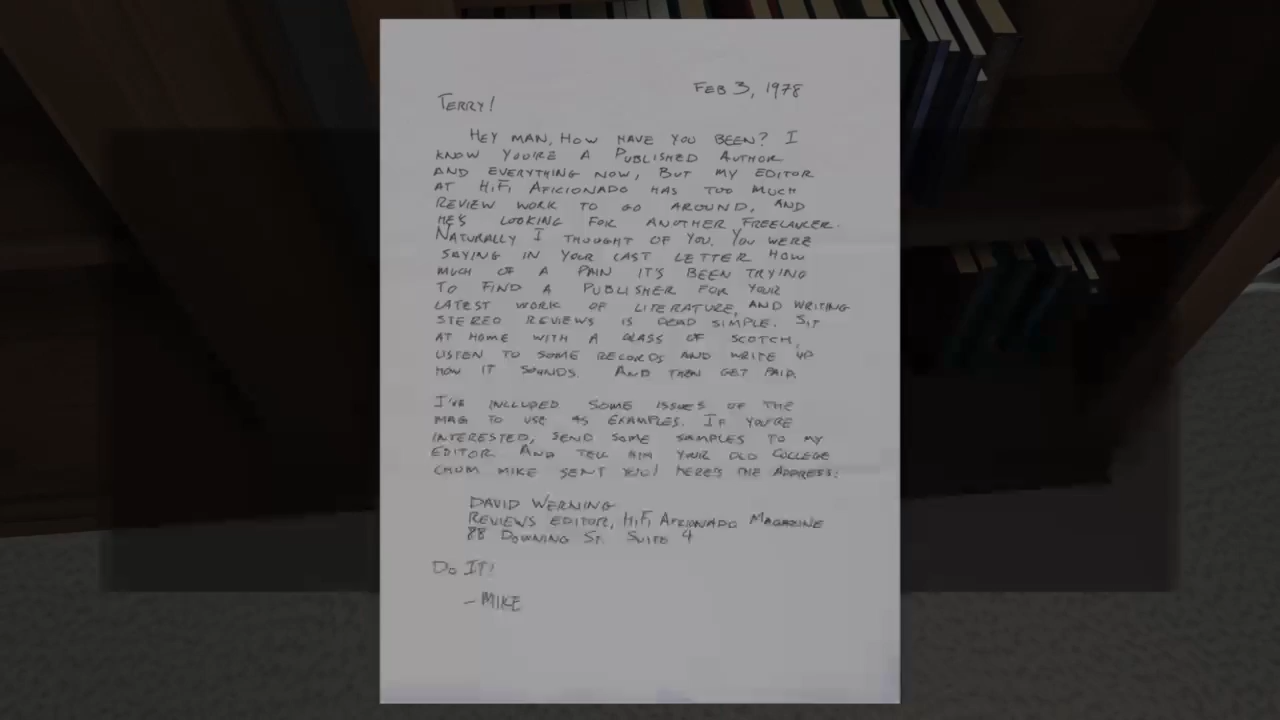 FEB 3, 1978
TERRY!
HEY MAN, HOW HAVE YOU BEEN? I
KNOW YOU'RE A PUBLISHED AUTHOR
AND EVERYTHING NOW, BUT MY EDITOR
AT HIFI AFICIONADO HAS TOO MUCH
REVIEW WORK TO GO AROUND, AND
HE'S LOOKING FOR ANOTHER FREELANCER.
NATURALLY I THOUGHT OF YOU. YOU WERE
SAYING IN YOUR LAST LETTER HOW
MUCH OF A PAIN IT'S BEEN TRYING
TO FIND A PUBLISHER FOR YOUR
LATEST WORK OF LITERATURE, AND WRITING
STEREO REVIEWS IS DEAD SIMPLE. SIT
AT HOME WITH A GLASS OF SCOTCH,
LISTEN TO SOME RECORDS AND WRITE UP
HOW IT SOUNDS. AND THEN GET PAID.
I'VE INCLUDED SOME ISSUES OF THE
MAG TO USE AS EXAMPLES. IF YOU'RE
INTERESTED, SEND SOME SAMPLES TO MY
EDITOR. AND TELL HIM YOUR OLD COLLEGE
CHUM MIKE SENT YOU! HERE'S THE ADDRESS:
DAVID WERNING
REVIEWS EDITOR, HIFI AFICIONADO MAGAZINE
88 DOWNING ST. SUITE 4
DO IT!
- MIKE